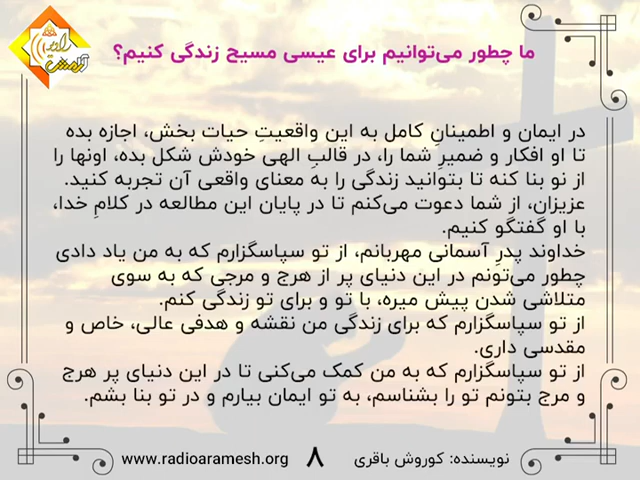 رادیو
آرامش
ما چطور می‌توانیم برای عیسی مسیح زندگی کنیم؟
در ایمان و اطمینانِ کامل به این واقعیتِ حیات بخش، اجازه بده
تا او افکار و ضمیرِ شما را، در قالبِ الهی خودش شکل بده، اونها را
از نو بنا کنه تا بتوانید زندگی را به معنای واقعی آن تجربه کنید.
عزیزان، از شما دعوت می‌کنم تا در پایان این مطالعه در کلامِ خدا،
با او گفتگو کنیم.
خداوند پدرِ آسمانی مهربانم، از تو سپاسگزارم که به من یاد دادی
چطور می‌تونم در این دنیای پر از هرج و مرجی که به سوی
متلاشی شدن پیش میره، با تو و برای تو زندگی کنم.
از تو سپاسگزارم که برای زندگی من نقشه و هدفی عالی، خاص و
مقدسی داری.
از تو سپاسگزارم که به من کمک می‌کنی تا در این دنیای پر هرج
و مرج بتونم تو را بشناسم، به تو ایمان بیارم و در تو بنا بشم.
نویسنده: کوروش باقری ۸ www.radioaramesh.org